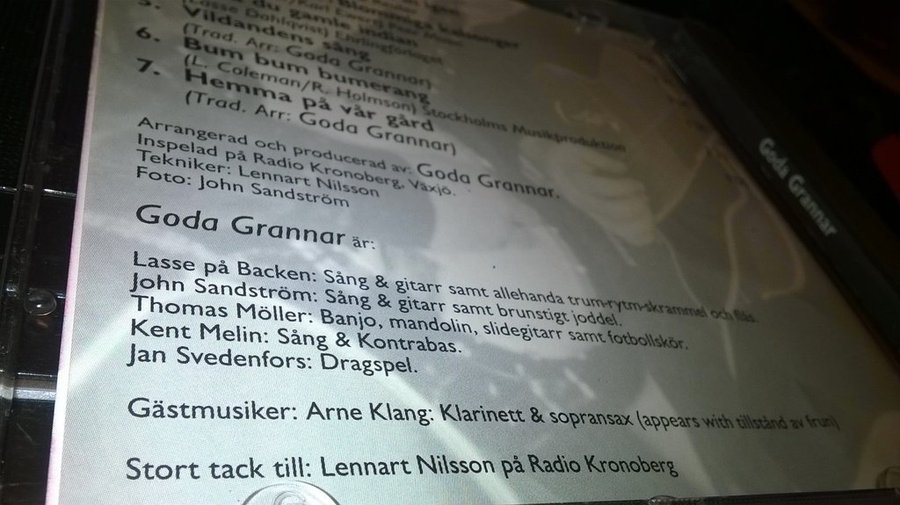 du gamle indian
Vildandens sång
(Trad. Arr: Goda Grannar)
6. Bum bum bumerang
(L. Coleman/R. Holmson) Stockholms Musikproduktion
7. Hemma på vår gård
(Trad. Arr: Goda Grannar)
Arrangerad och producerad av: Goda Grannar.
Inspelad på Radio Kronoberg, Växjö.
Tekniker: Lennart Nilsson
Foto: John Sandström
Goda Grannar är:
Lasse på Backen: Sång & gitarr samt allehanda trum-rytm-skrammel och flås.
John Sandström: Sång & gitarr samt brunstigt joddel.
Thomas Möller: Banjo, mandolin, slidegitarr samt fotbollskör.
Kent Melin: Sång & Kontrabas.
Jan Svedenfors: Dragspel.
Gästmusiker: Arne Klang: Klarinett & sopransax (appears with tillstånd av frun)
Stort tack till: Lennart Nilsson på Radio Kronoberg
Goda Grannar